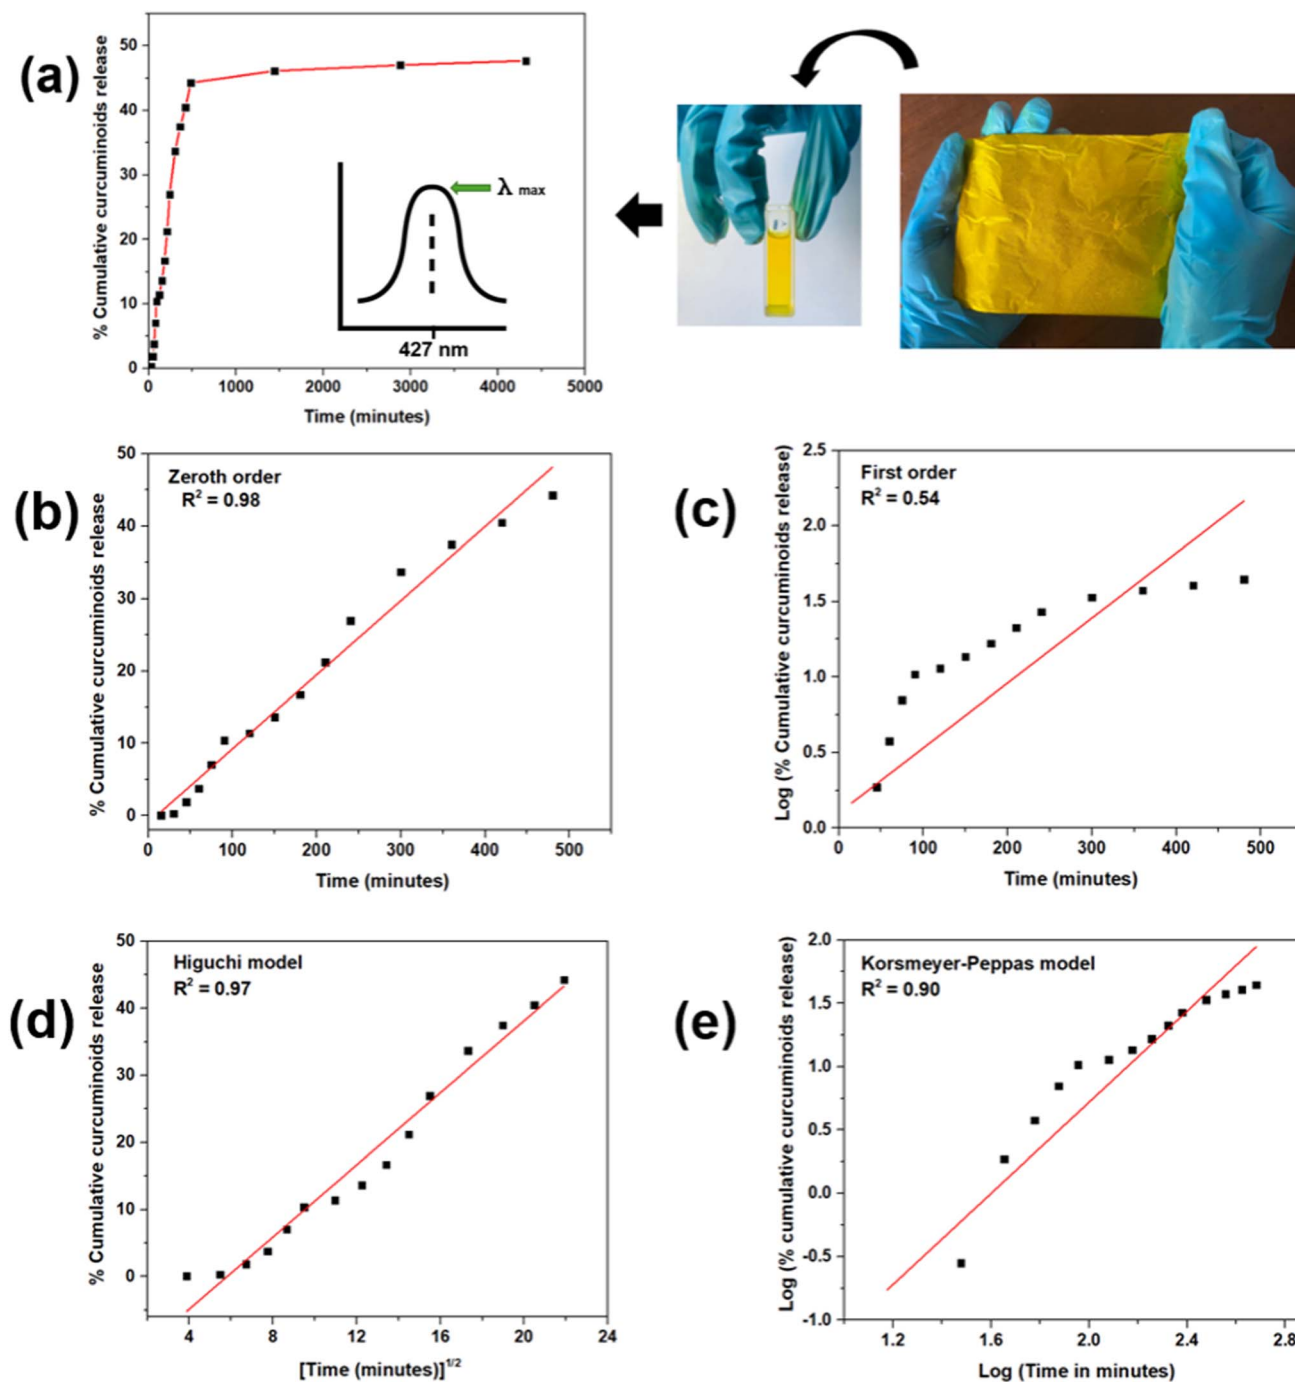 (a)
% Cumulative curcuminoids release
50
40
30
20
10
0
0 1000 2000 3000 4000 5000
Time (minutes)
λ max
427 nm
(b)
% Cumulative curcuminoids release
Zeroth order
R² = 0.98
50
40
30
20
10
0
0 100 200 300 400 500
Time (minutes)
(c)
Log (% Cumulative curcuminoids release)
First order
R² = 0.54
2.5
2.0
1.5
1.0
0.5
0.0
0 100 200 300 400 500
Time (minutes)
(d)
% Cumulative curcuminoids release
Higuchi model
R² = 0.97
50
40
30
20
10
0
4 8 12 16 20 24
[Time (minutes)]¹/²
(e)
Log (% cumulative curcuminoids release)
Korsmeyer-Peppas model
R² = 0.90
2.0
1.5
1.0
0.5
0.0
-0.5
-1.0
1.2 1.6 2.0 2.4 2.8
Log (Time in minutes)